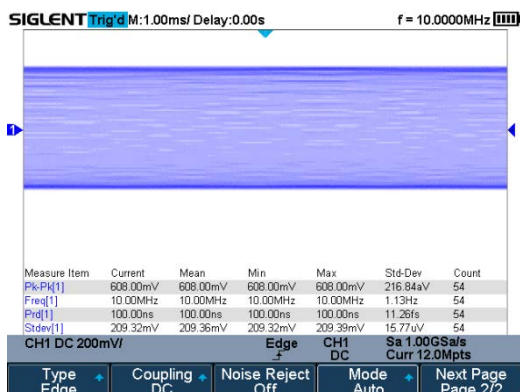 SIGLENT Trig'd M:1.00ms/ Delay:0.00s f = 10.0000MHz
1
Measure Item Current Mean Min Max Std-Dev Count
Pk-Pk[1] 608.00mV 608.00mV 608.00mV 608.00mV 216.84aV 54
Freq[1] 10.00MHz 10.00MHz 10.00MHz 10.00MHz 1.13Hz 54
Prd[1] 100.00ns 100.00ns 100.00ns 100.00ns 11.26fs 54
Stdev[1] 209.32mV 209.36mV 209.32mV 209.39mV 15.77uV 54
CH1 DC 200mV/ Edge CH1 Sa 1.00GSa/s
DC Curr 12.0Mpts
Type Coupling Noise Reject Mode Next Page
Edge DC Off Auto Page 2/2